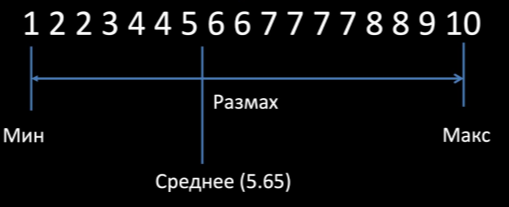 1 2 2 3 4 4 5 6 6 7 7 7 7 8 8 9 10
Размах
Мин
Макс
Среднее (5.65)